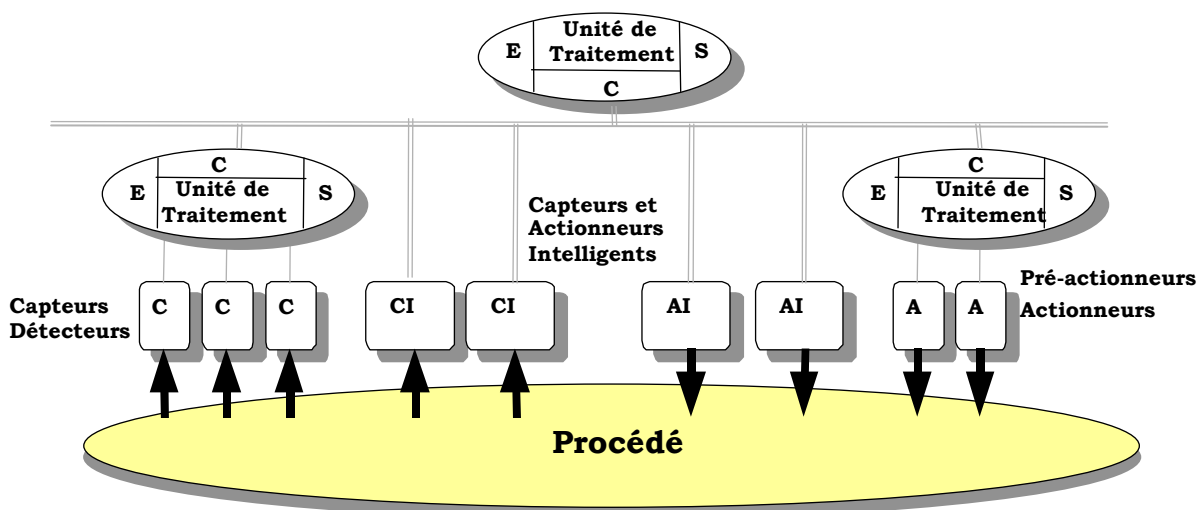 Unité de
Traitement
E
S
C
C
E
Unité de
Traitement
S
C
E
Unité de
Traitement
S
Capteurs et
Actionneurs
Intelligents
Capteurs
Détecteurs
C
C
C
CI
CI
AI
AI
A
A
Pré-actionneurs
Actionneurs
Procédé